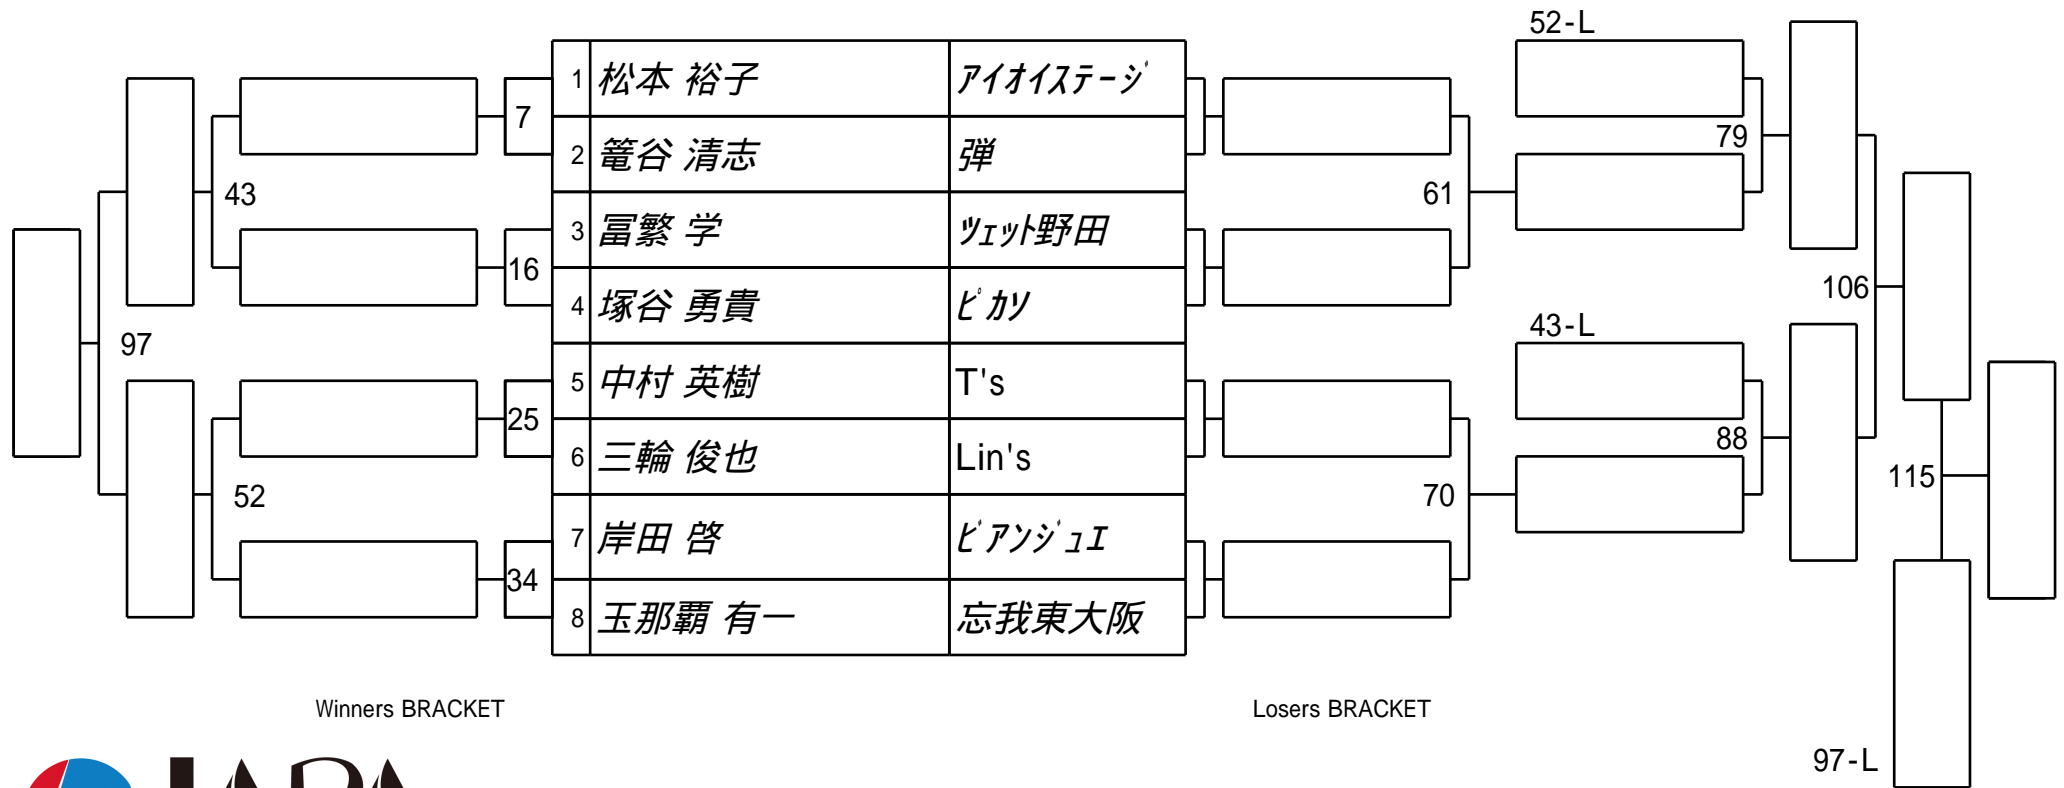 52-L
1 松本 裕子 ｱｲｵｲｽﾃｰｼﾞ
7
79
2 篭谷 清志 弾
43
61
3 冨繁 学 ﾂｪｯﾄ野田
16
4 塚谷 勇貴 ﾋﾟｶｿ
106
43-L
97
5 中村 英樹 T's
25
88
6 三輪 俊也 Lin's
52
70
115
7 岸田 啓 ﾋﾞｱﾝｼﾞｭｴ
34
8 玉那覇 有一 忘我東大阪
Winners BRACKET
Losers BRACKET
97-L